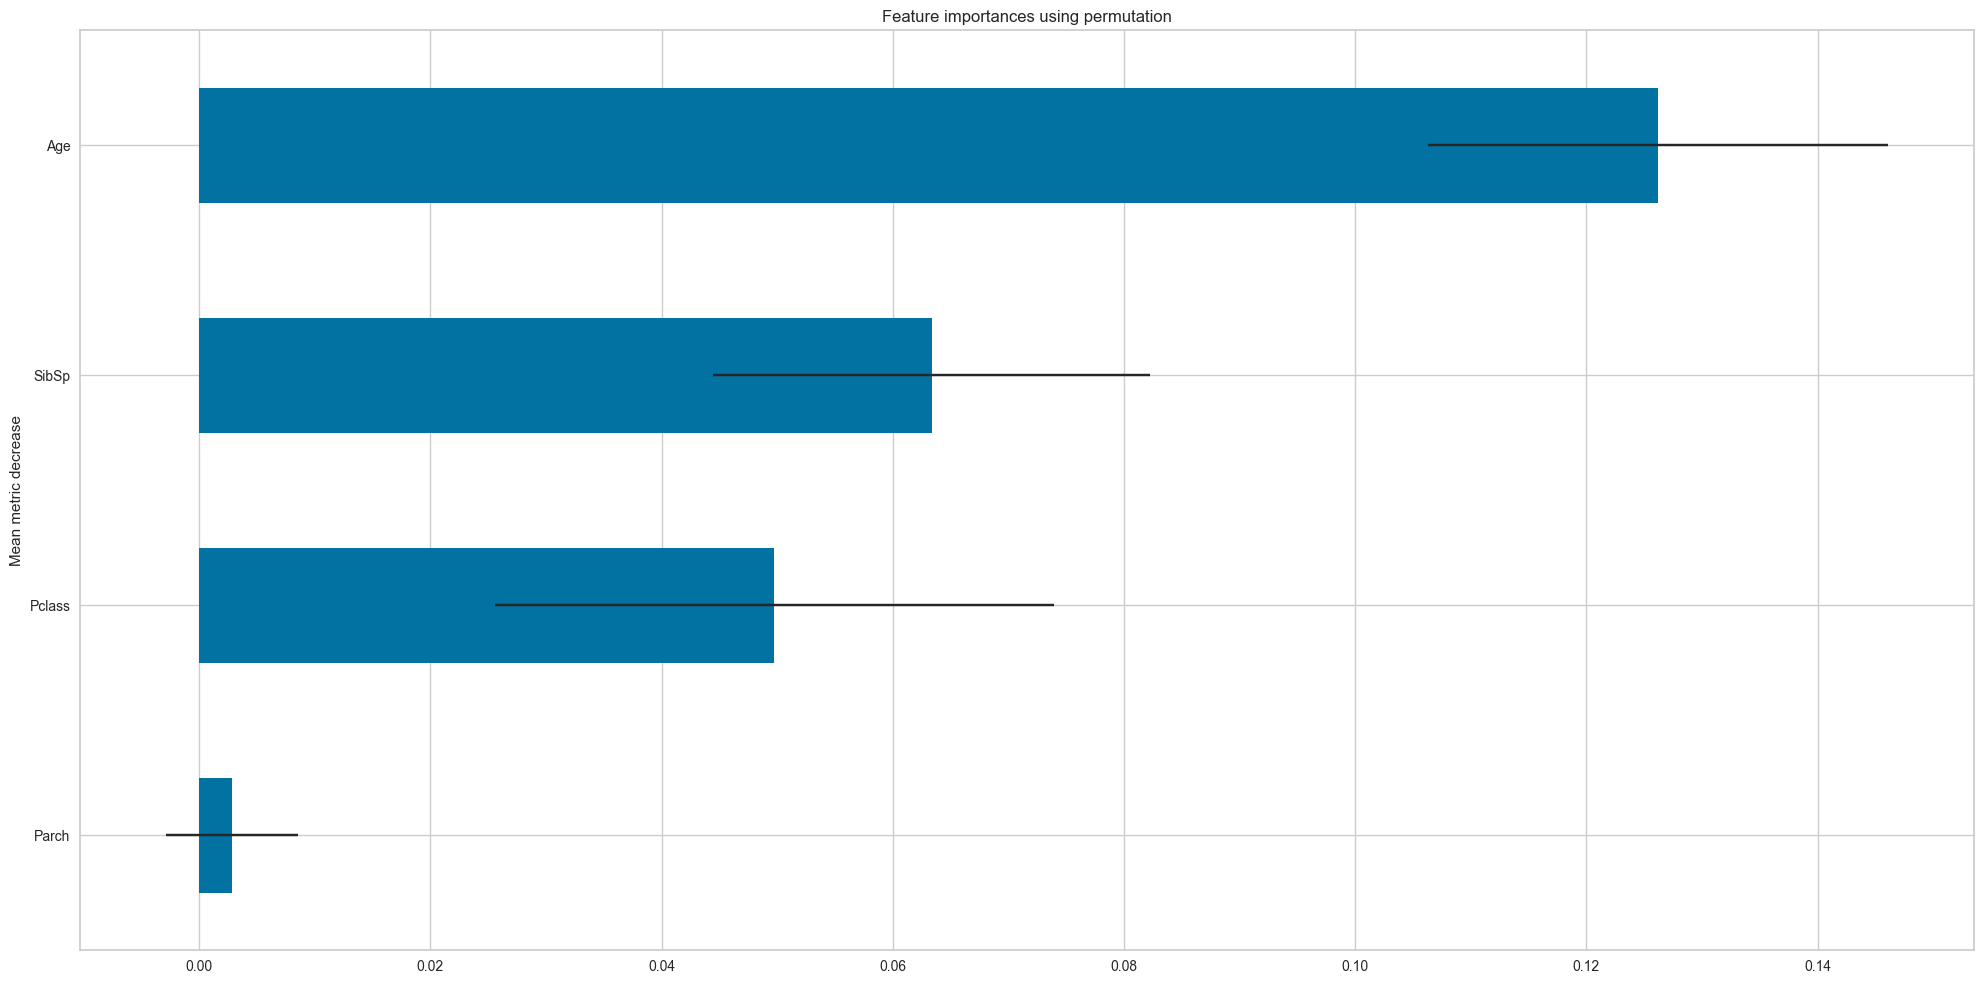 Feature importances using permutation
Mean metric decrease
Age
SibSp
Pclass
Parch
0.00 0.02 0.04 0.06 0.08 0.10 0.12 0.14